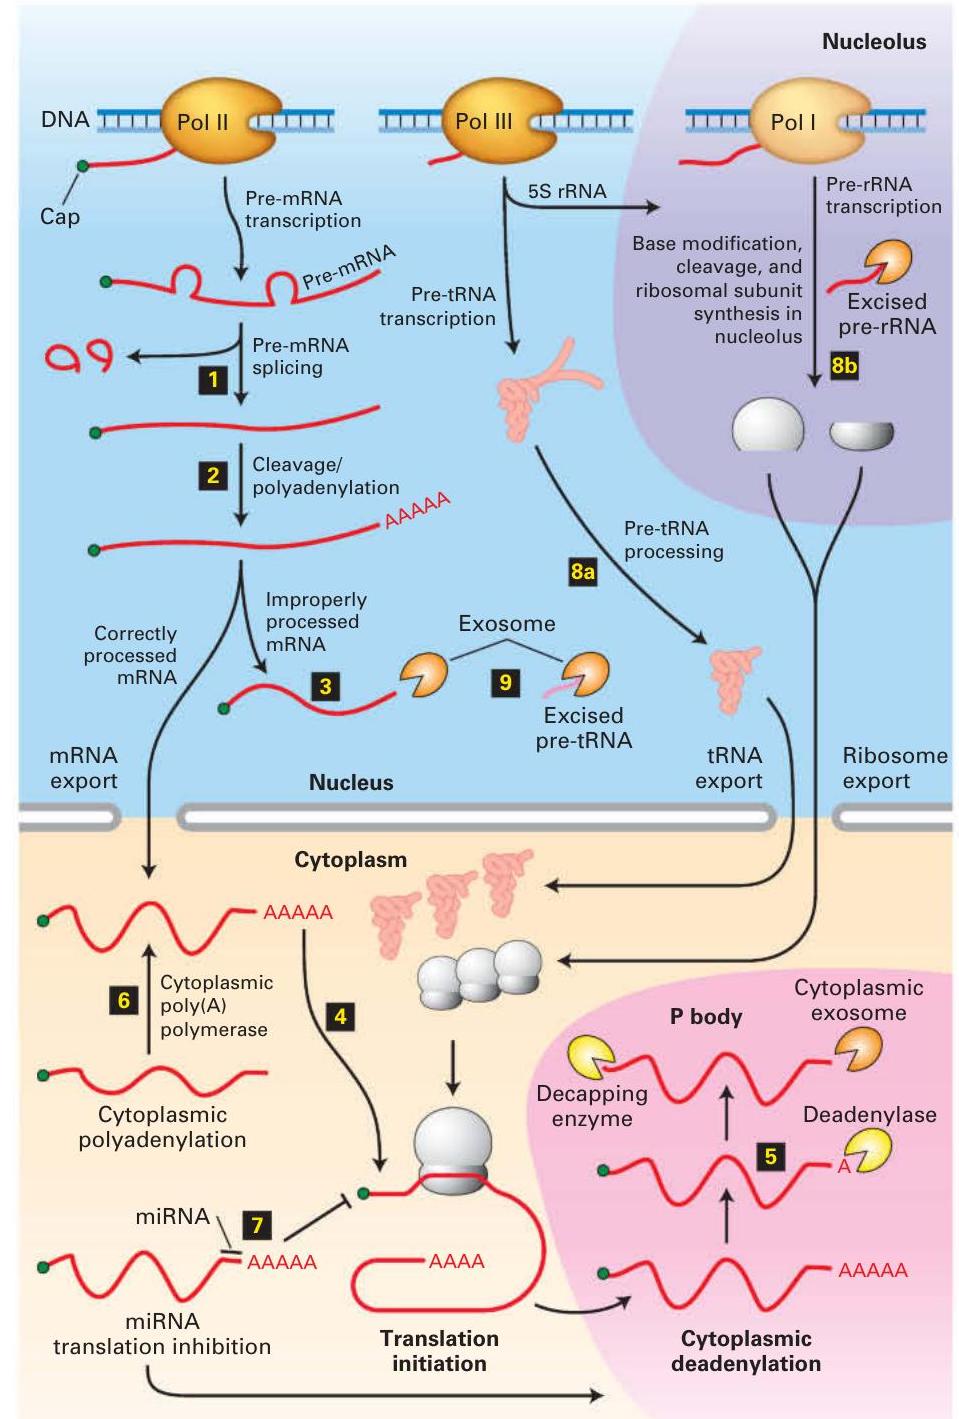 Nucleolus
DNA
Pol II
Pol III
Pol I
Cap
Pre-mRNA
transcription
5S rRNA
Pre-rRNA
transcription
Pre-mRNA
Pre-tRNA
transcription
Base modification,
cleavage, and
ribosomal subunit
synthesis in
nucleolus
Excised
pre-rRNA
Pre-mRNA
splicing
1
8b
2
Cleavage/
polyadenylation
AAAAA
Pre-tRNA
processing
8a
Correctly
processed
mRNA
Improperly
processed
mRNA
Exosome
3
9
Excised
pre-tRNA
mRNA
export
Nucleus
tRNA
export
Ribosome
export
Cytoplasm
AAAAA
6
Cytoplasmic
poly(A)
polymerase
4
P body
Cytoplasmic
exosome
Decapping
enzyme
Cytoplasmic
polyadenylation
Deadenylase
5
A
miRNA
7
AAAAA
AAAA
AAAAA
miRNA
translation inhibition
Translation
initiation
Cytoplasmic
deadenylation